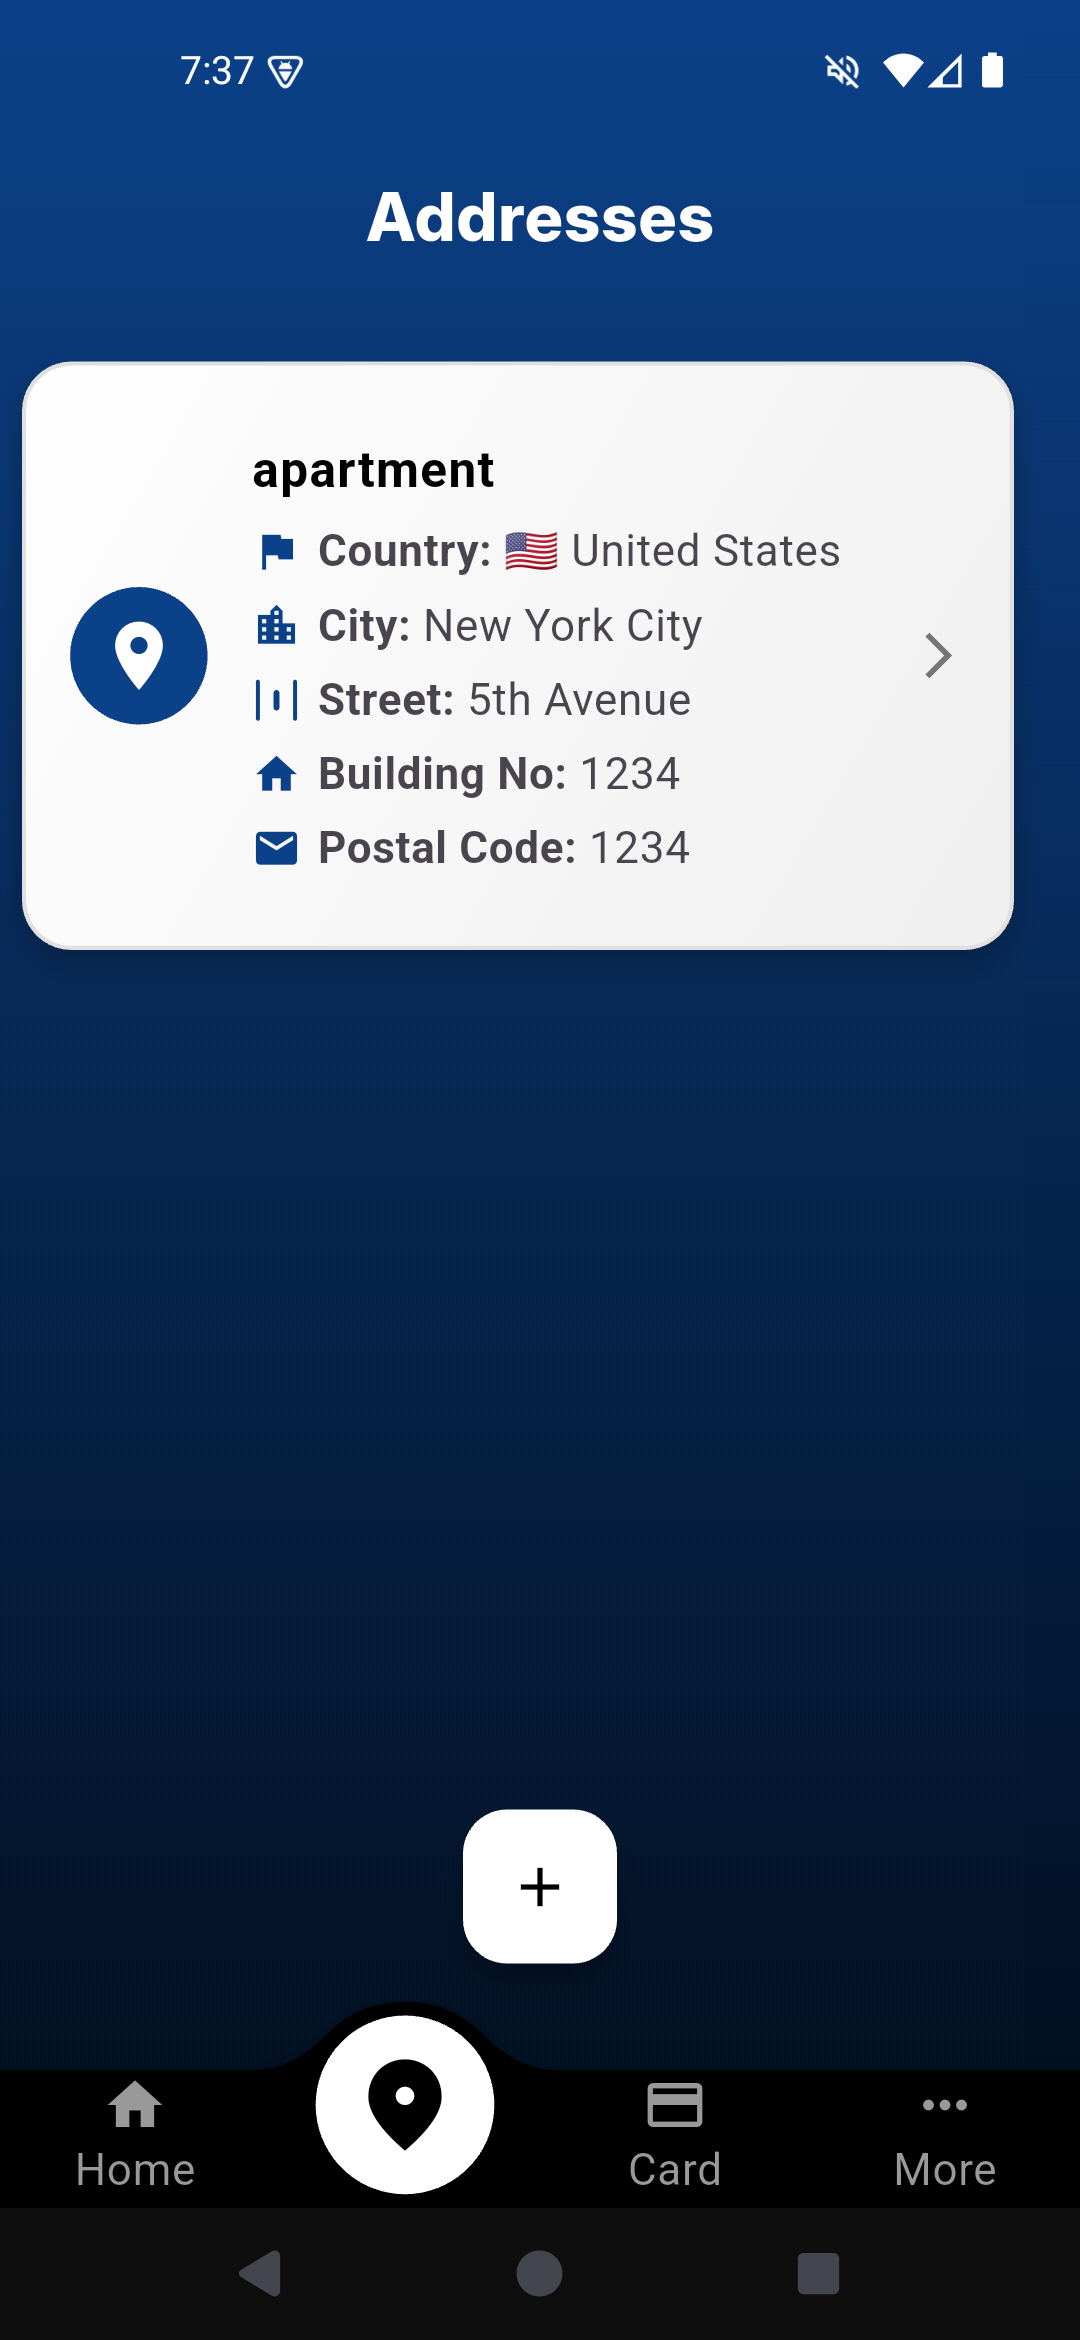 7:37
Addresses
apartment
Country: 🇺🇸 United States
City: New York City
Street: 5th Avenue
Building No: 1234
Postal Code: 1234
Home
Card
More